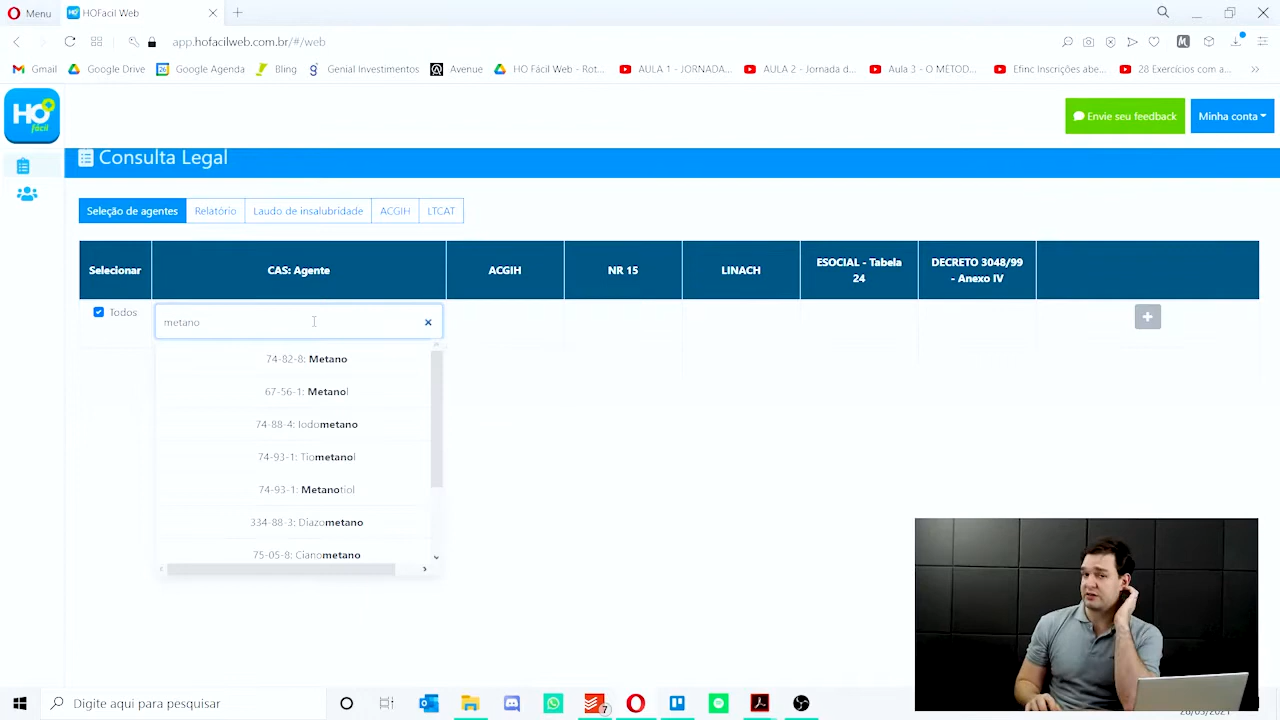 Menu
HOFacil Web
app.hofacilweb.com.br/#/web
Gmail
Google Drive
26
Google Agenda
Bling
Genial Investimentos
Avenue
HO Fácil Web - Rot...
AULA 1 - JORNADA...
AULA 2 - Jornada d...
Aula 3 - O METOD...
Efinc Inscrições abe...
28 Exercícios com a...
HO
fácil
Envie seu feedback
Minha conta
Consulta Legal
Seleção de agentes
Relatório
Laudo de insalubridade
ACGIH
LTCAT
Selecionar
CAS: Agente
ACGIH
NR 15
LINACH
ESOCIAL - Tabela
24
DECRETO 3048/99
- Anexo IV
Todos
metano
74-82-8: Metano
67-56-1: Metanol
74-88-4: Iodometano
74-93-1: Tiometanol
74-93-1: Metanotiol
334-88-3: Diazometano
75-05-8: Cianometano
Digite aqui para pesquisar
7